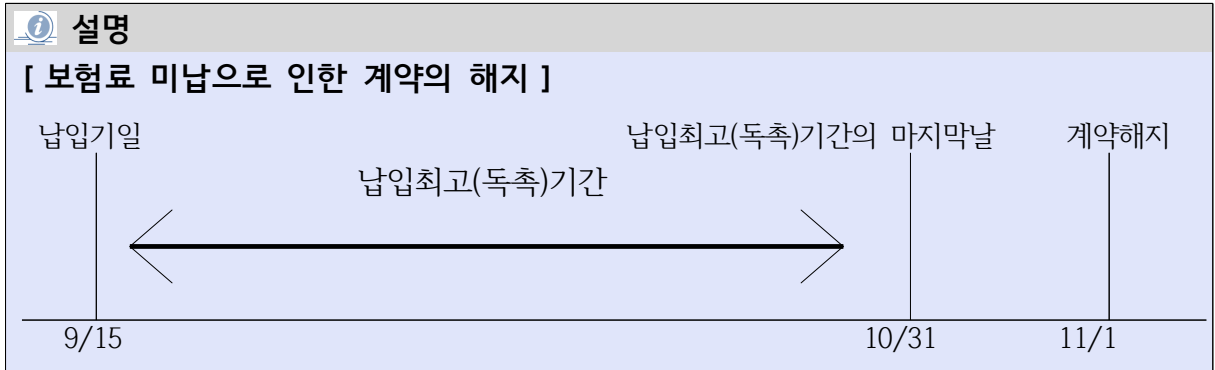 설명
[ 보험료 미납으로 인한 계약의 해지 ]
납입기일 납입최고(독촉)기간의 마지막날 계약해지
납입최고(독촉)기간
9/15 10/31 11/1